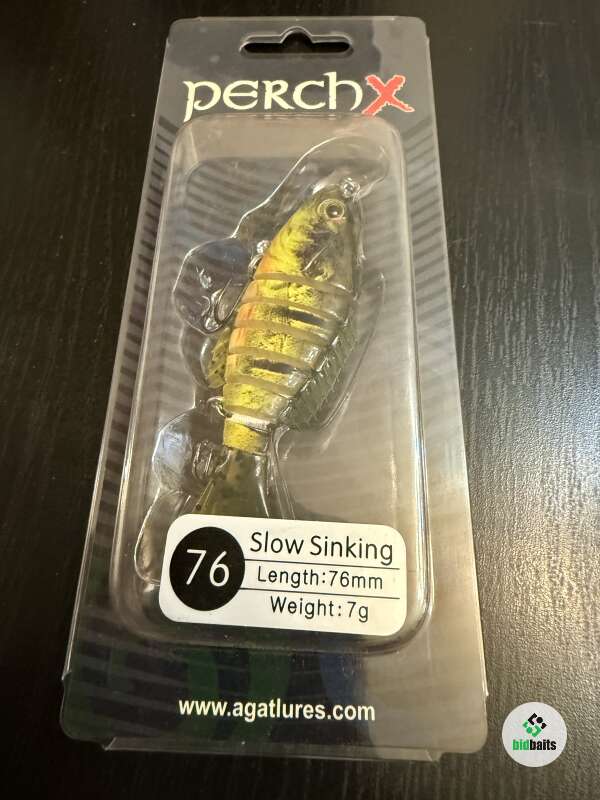 perchX
76
Slow Sinking
Length:76mm
Weight:7g
www.agatlures.com
bidbaits